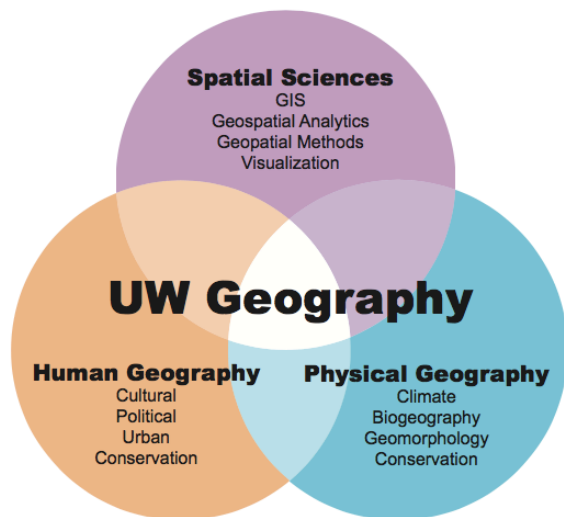 Spatial Sciences
GIS
Geospatial Analytics
Geopatial Methods
Visualization
UW Geography
Human Geography
Cultural
Political
Urban
Conservation
Physical Geography
Climate
Biogeography
Geomorphology
Conservation